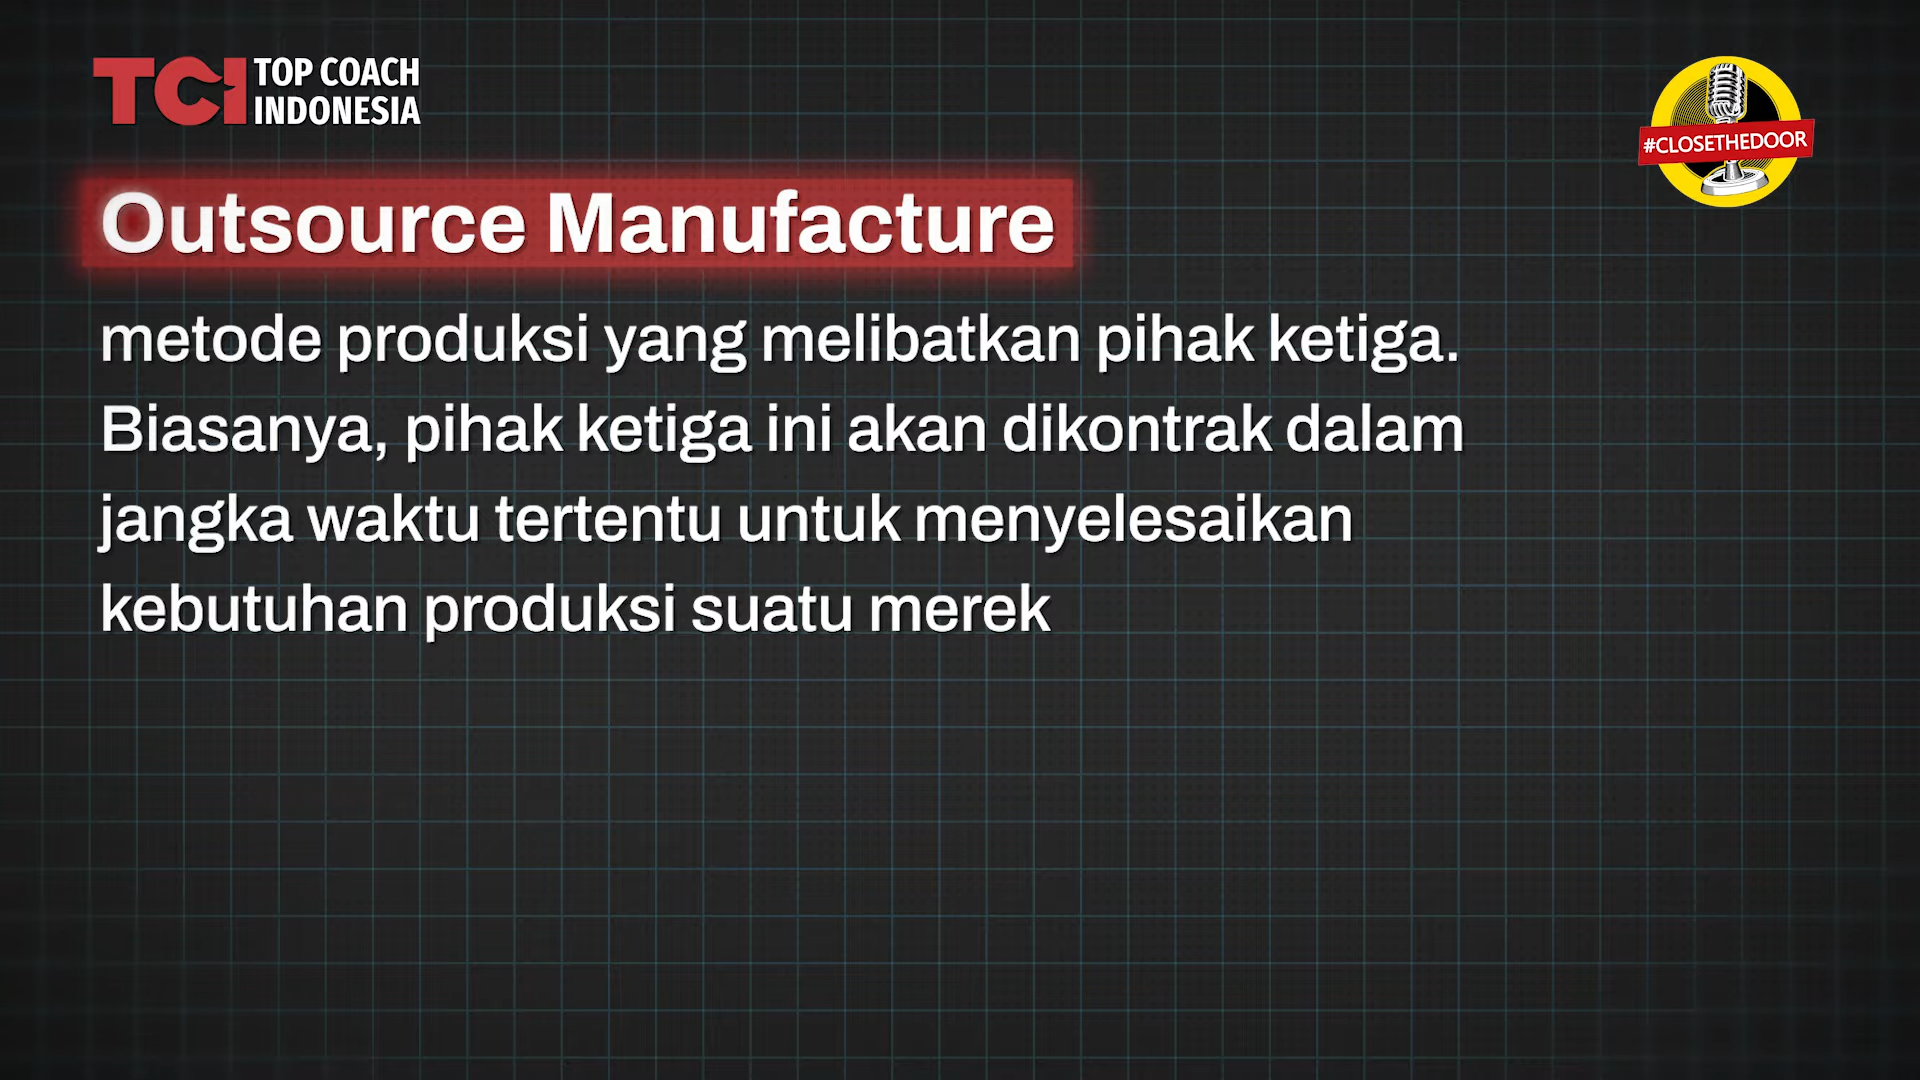 TCI TOP COACH
INDONESIA
#CLOSETHEDOOR
Outsource Manufacture
metode produksi yang melibatkan pihak ketiga.
Biasanya, pihak ketiga ini akan dikontrak dalam
jangka waktu tertentu untuk menyelesaikan
kebutuhan produksi suatu merek